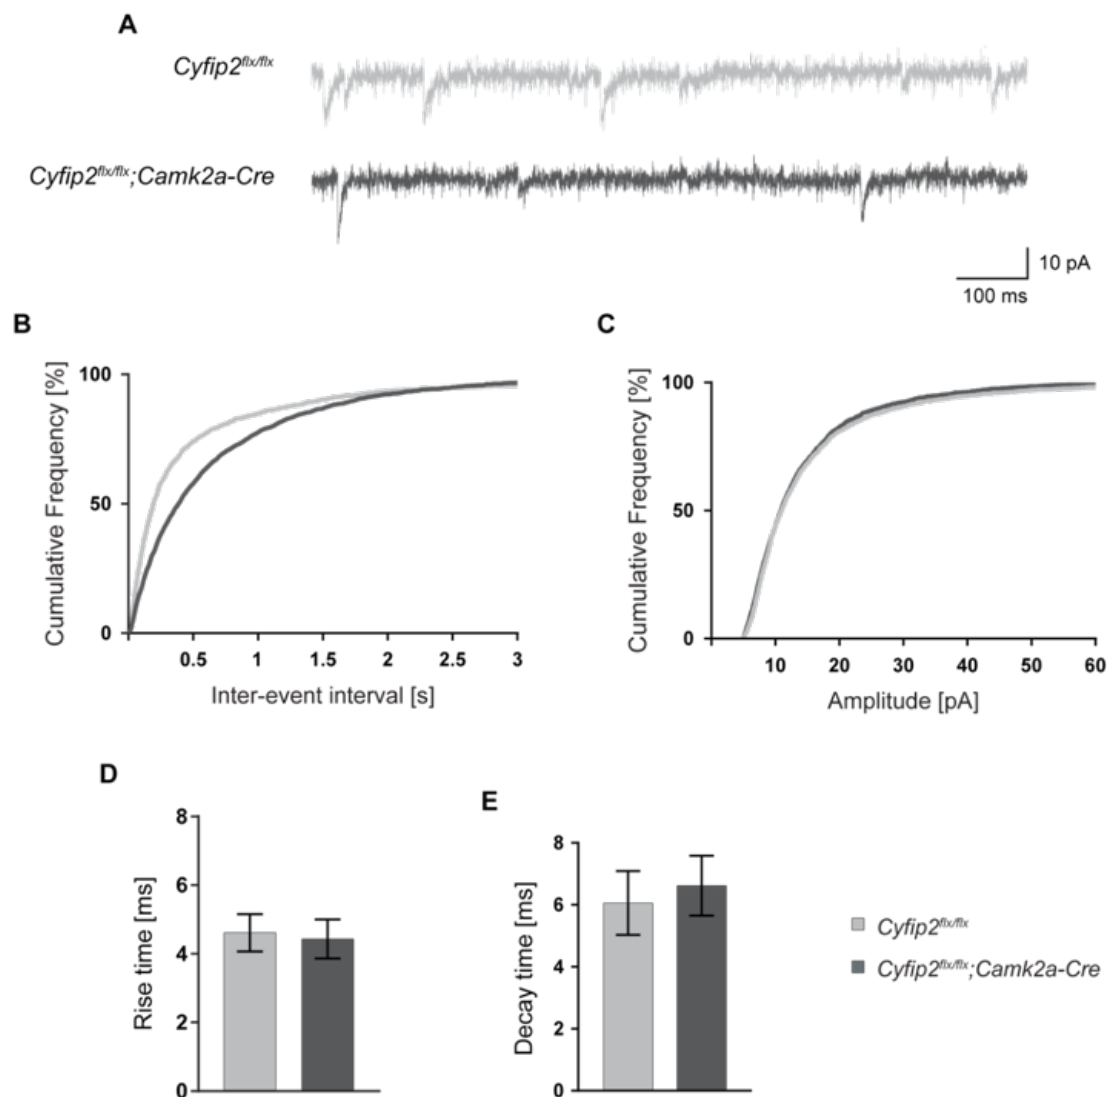 A
Cyfip2flx/flx
Cyfip2flx/flx;Camk2a-Cre
10 pA
100 ms
B
Cumulative Frequency [%]
100
50
0
0.5 1 1.5 2 2.5 3
Inter-event interval [s]
C
Cumulative Frequency [%]
100
50
0
10 20 30 40 50 60
Amplitude [pA]
D
Rise time [ms]
8
6
4
2
0
E
Decay time [ms]
8
6
4
2
0
Cyfip2flx/flx
Cyfip2flx/flx;Camk2a-Cre